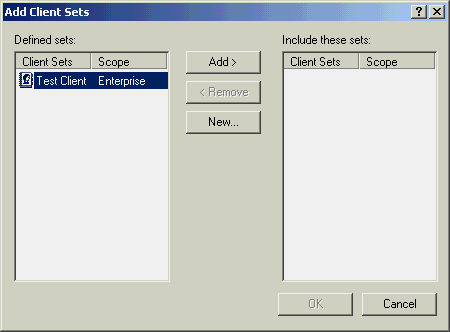 Add Client Sets
Defined sets:
Include these sets:
Client Sets Scope
Test Client Enterprise
Add >
< Remove
New...
Client Sets Scope
OK
Cancel